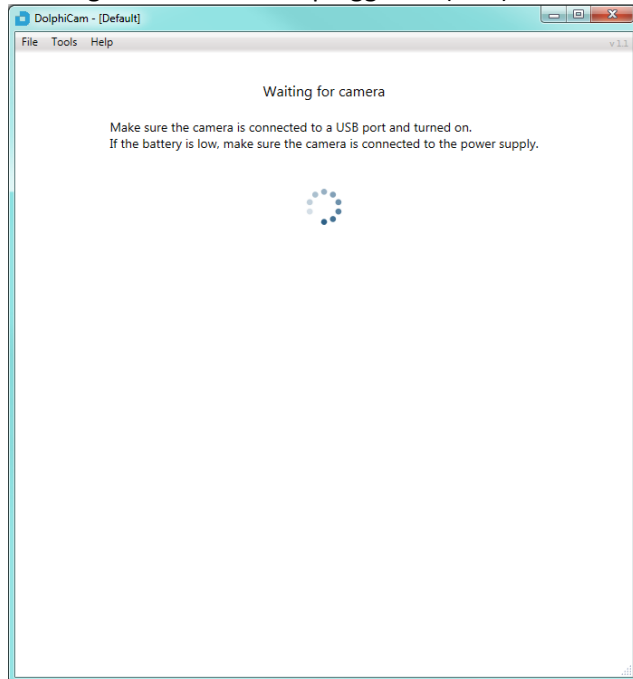 DolphiCam - [Default]
File Tools Help
v 1.1
Waiting for camera
Make sure the camera is connected to a USB port and turned on.
If the battery is low, make sure the camera is connected to the power supply.